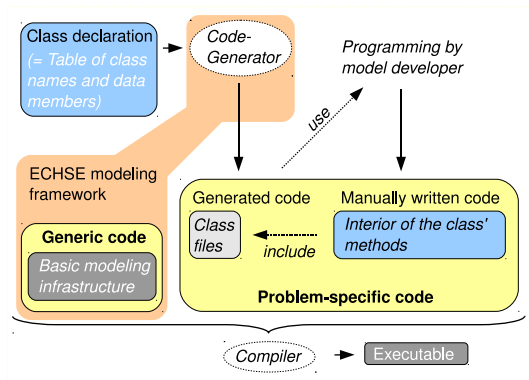 Class declaration
(= Table of class
names and data
members)
Code-
Generator
Programming by
model developer
use
ECHSE modeling
framework
Generic code
Basic modeling
infrastructure
Generated code
Class
files
include
Manually written code
Interior of the class'
methods
Problem-specific code
Compiler
Executable